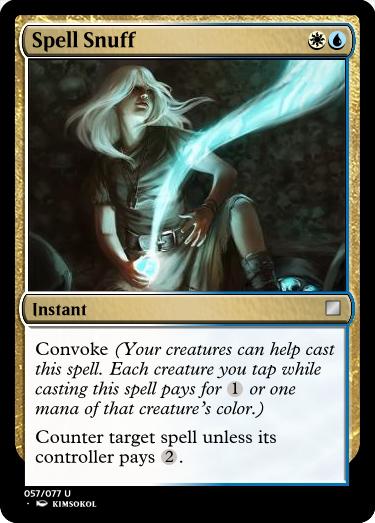 Spell Snuff
Instant
Convoke (Your creatures can help cast
this spell. Each creature you tap while
casting this spell pays for 1 or one
mana of that creature's color.)
Counter target spell unless its
controller pays 2.
057/077 U
· KIMSOKOL